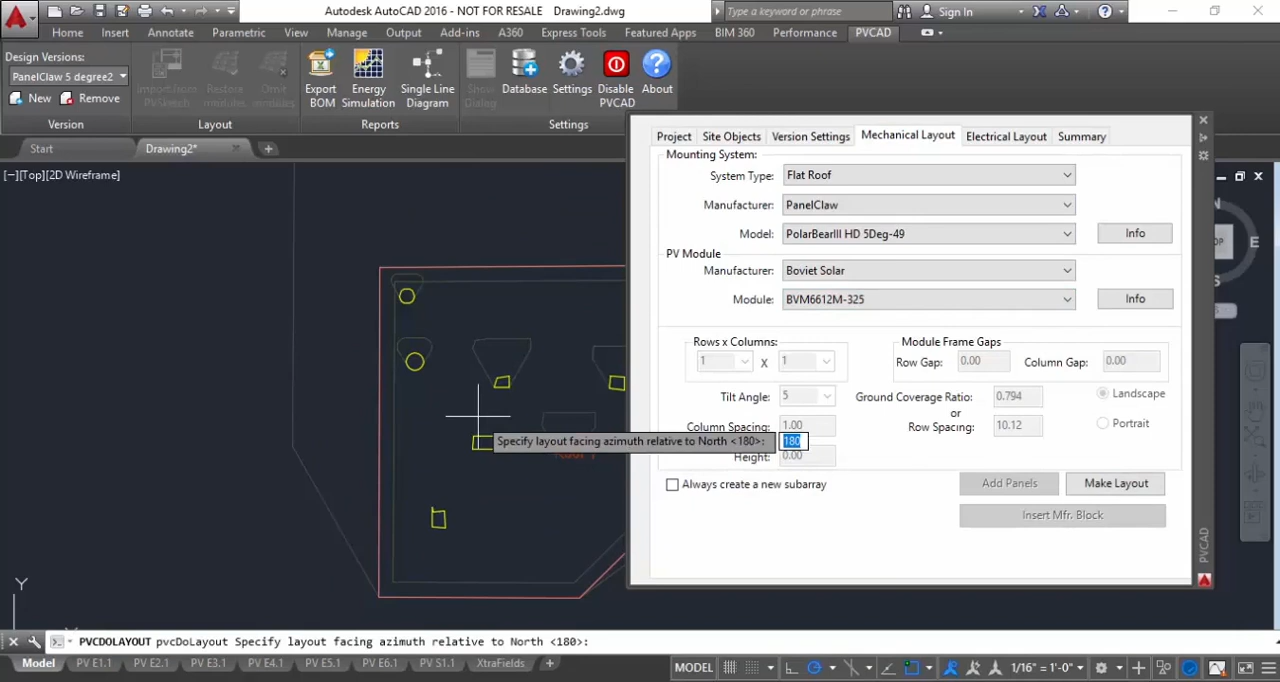 Autodesk AutoCAD 2016 - NOT FOR RESALE Drawing2.dwg
Type a keyword or phrase
Sign In
Home Insert Annotate Parametric View Manage Output Add-ins A360 Express Tools Featured Apps BIM 360 Performance PVCAD
Design Versions:
PanelClaw 5 degree2
New Remove
Version
Import from PVSketch
Restore modules
Omit modules
Layout
Export BOM
Energy Simulation
Single Line Diagram
Reports
Show Dialog
Database
Settings
Disable PVCAD
About
Settings
Start Drawing2*
[−][Top][2D Wireframe]
Project Site Objects Version Settings Mechanical Layout Electrical Layout Summary
Mounting System:
System Type: Flat Roof
Manufacturer: PanelClaw
Model: PolarBearIII HD 5Deg-49 Info
PV Module
Manufacturer: Boviet Solar
Module: BVM6612M-325 Info
Rows x Columns:
1 X 1
Module Frame Gaps
Row Gap: 0.00 Column Gap: 0.00
Tilt Angle: 5
Ground Coverage Ratio: 0.794
or
Row Spacing: 10.12
Landscape
Portrait
Column Spacing: 1.00
Specify layout facing azimuth relative to North <180>: 180
Height: 0.00
Always create a new subarray
Add Panels Make Layout
Insert Mfr. Block
PVCAD
E
S
Y
PVCDOLAYOUT pvcDoLayout Specify layout facing azimuth relative to North <180>:
Model PV E1.1 PV E2.1 PV E3.1 PV E4.1 PV E5.1 PV E6.1 PV S1.1 XtraFields
MODEL 1/16" = 1'-0"